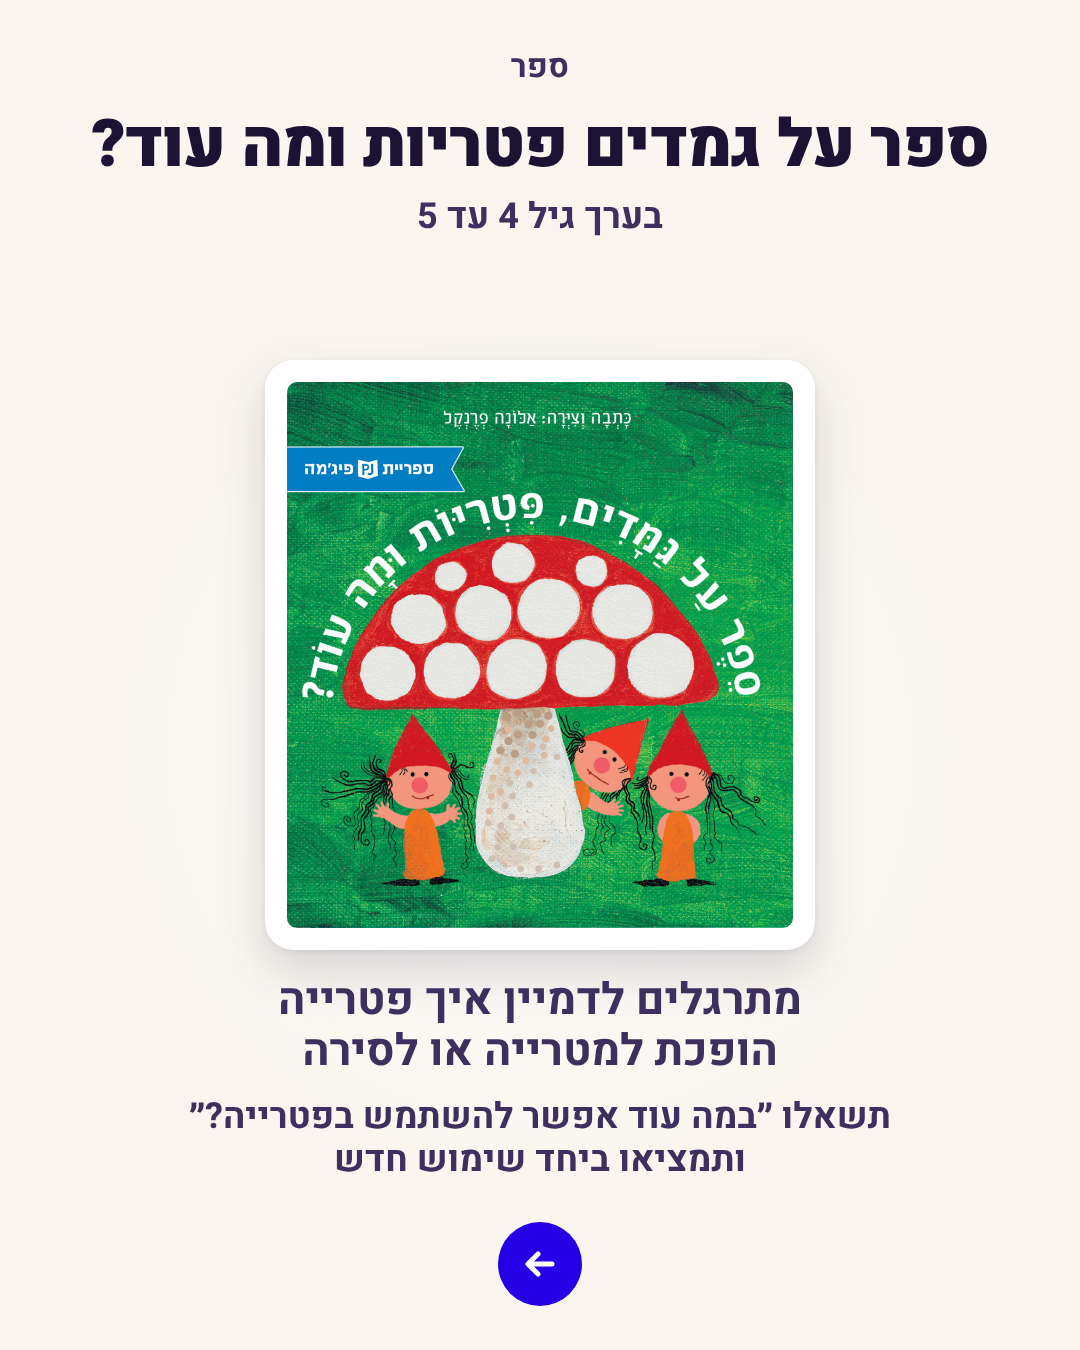 ספר
ספר על גמדים פטריות ומה עוד?
בערך גיל 4 עד 5
כָּתְבָה וְצִיְּרָה: אַלּוֹנָה פְרֶנְקֶל
ספריית PJ פיג'מה
סֵפֶר עַל גַּמָּדִים, פִּטְרִיּוֹת וּמָה עוֹד?
מתרגלים לדמיין איך פטרייה
הופכת למטרייה או לסירה
תשאלו ״במה עוד אפשר להשתמש בפטרייה?״
ותמציאו ביחד שימוש חדש